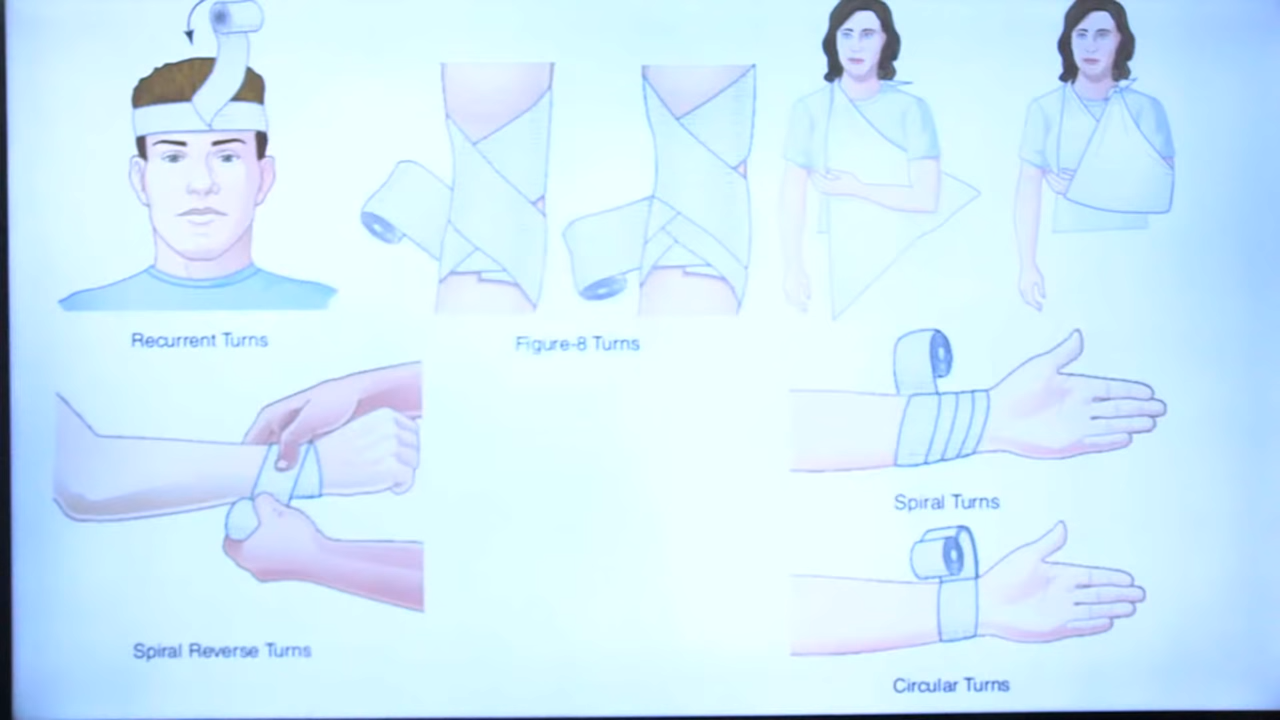 Recurrent Turns
Figure-8 Turns
Spiral Turns
Spiral Reverse Turns
Circular Turns